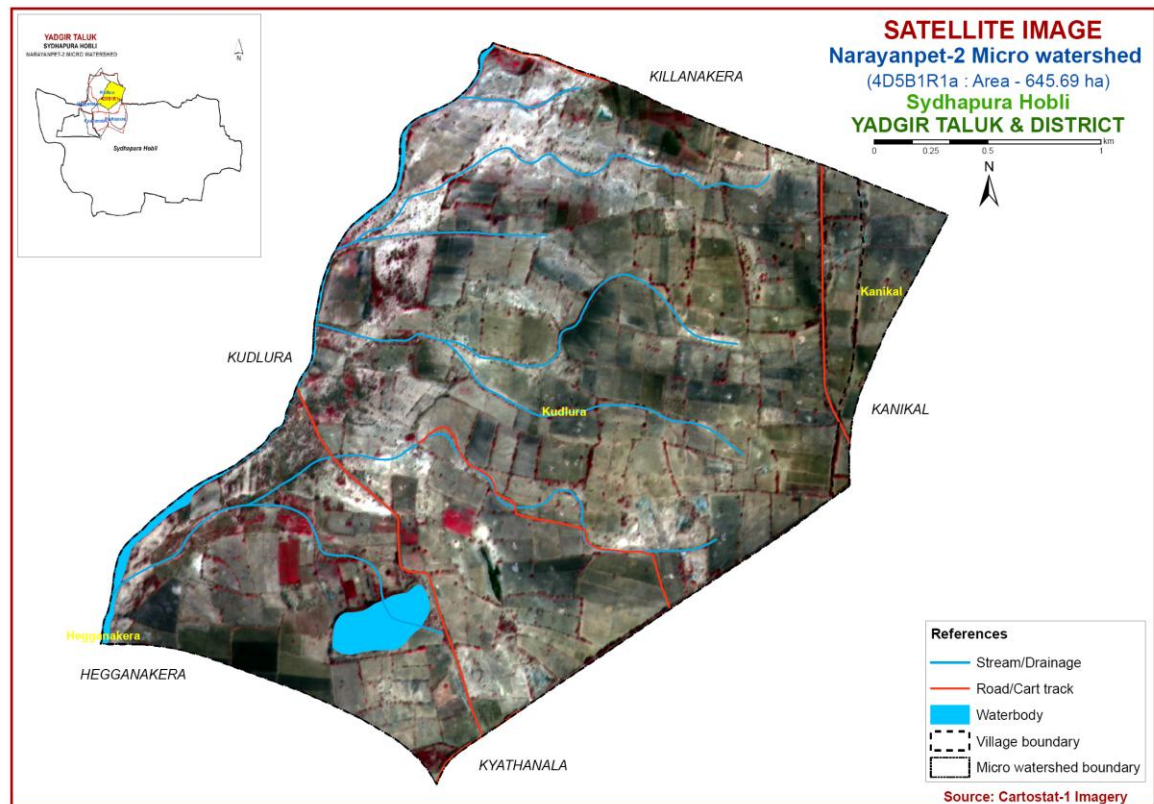 YADGIR TALUK
SYDHAPURA HOBLI
NARAYANPET-2 MICRO WATERSHED
N
Sydhapura Hobli
SATELLITE IMAGE
Narayanpet-2 Micro watershed
(4D5B1R1a : Area - 645.69 ha)
Sydhapura Hobli
YADGIR TALUK & DISTRICT
km
0 0.25 0.5 1
N
KILLANAKERA
Kanikal
KUDLURA
KANIKAL
Kudlura
Hegganakera
HEGGANAKERA
KYATHANALA
References
Stream/Drainage
Road/Cart track
Waterbody
Village boundary
Micro watershed boundary
Source: Cartostat-1 Imagery